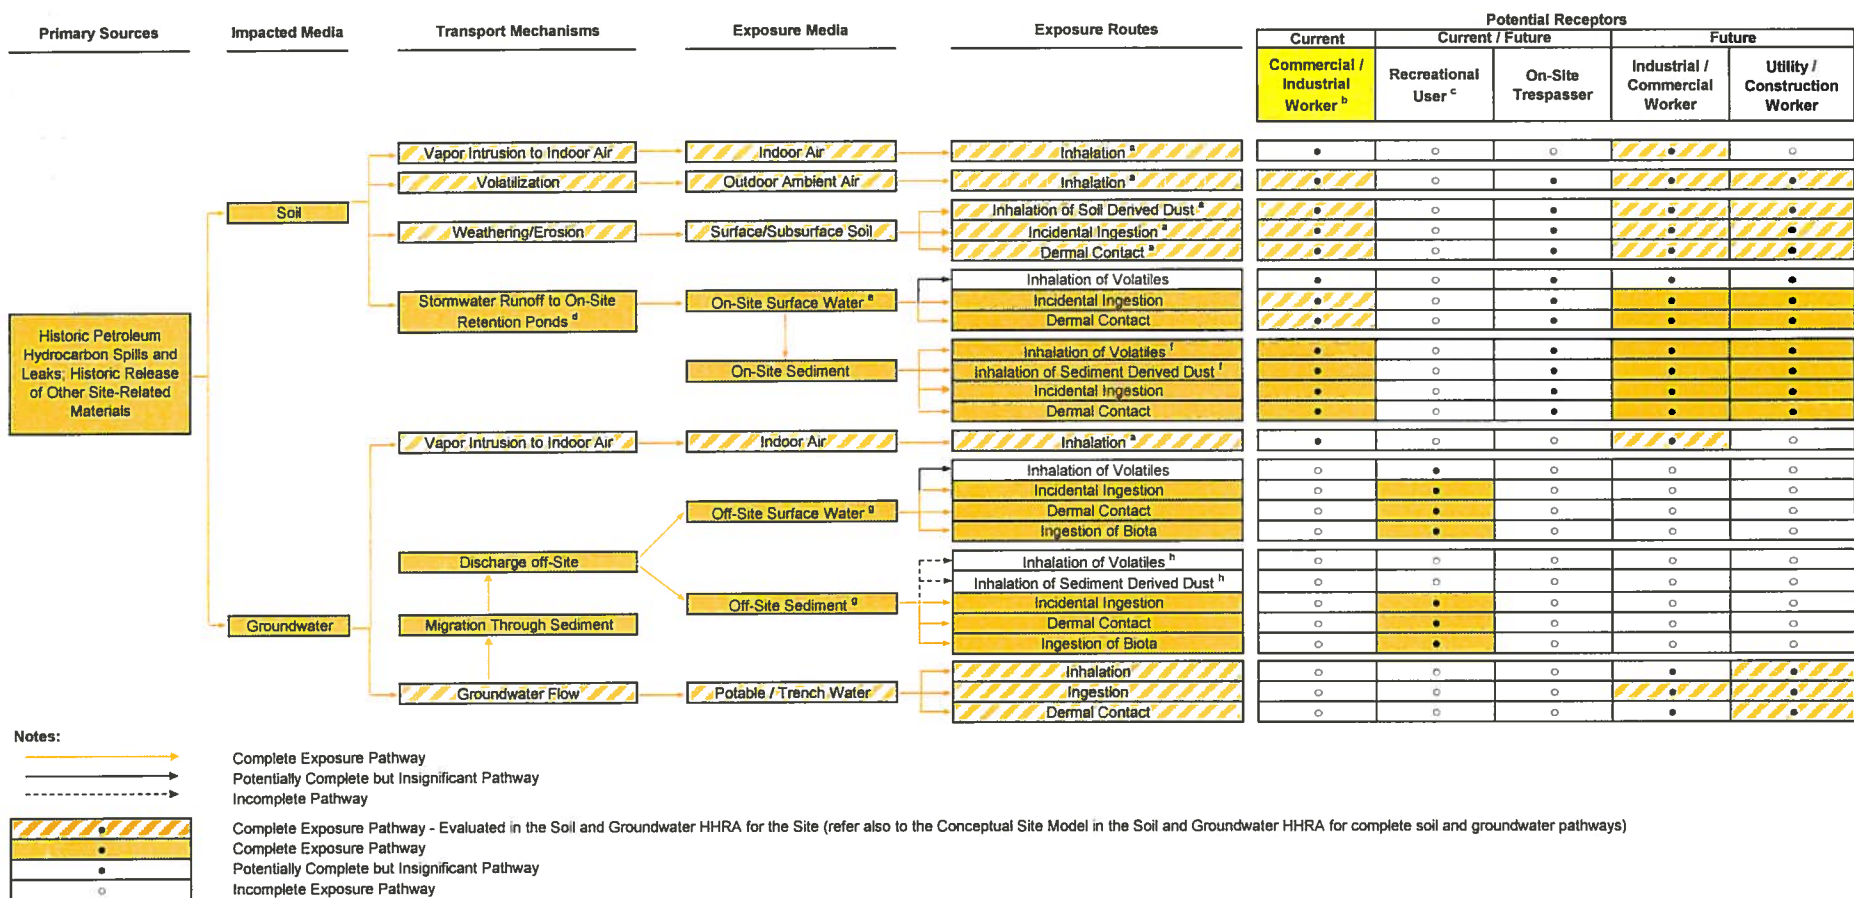 Primary Sources
Impacted Media
Transport Mechanisms
Exposure Media
Exposure Routes
Potential Receptors
Current
Current / Future
Future
Commercial /
Industrial
Worker b
Recreational
User c
On-Site
Trespasser
Industrial /
Commercial
Worker
Utility /
Construction
Worker
Vapor Intrusion to Indoor Air
Indoor Air
Inhalation a
Volatilization
Outdoor Ambient Air
Inhalation a
Soil
Inhalation of Soil Derived Dust a
Weathering/Erosion
Surface/Subsurface Soil
Incidental Ingestion a
Dermal Contact a
Inhalation of Volatiles
Stormwater Runoff to On-Site
Retention Ponds d
On-Site Surface Water e
Incidental Ingestion
Dermal Contact
Historic Petroleum
Hydrocarbon Spills and
Leaks; Historic Release
of Other Site-Related
Materials
Inhalation of Volatiles f
On-Site Sediment
Inhalation of Sediment Derived Dust f
Incidental Ingestion
Dermal Contact
Vapor Intrusion to Indoor Air
Indoor Air
Inhalation a
Inhalation of Volatiles
Incidental Ingestion
Off-Site Surface Water g
Dermal Contact
Ingestion of Biota
Discharge off-Site
Inhalation of Volatiles h
Inhalation of Sediment Derived Dust h
Off-Site Sediment g
Incidental Ingestion
Groundwater
Migration Through Sediment
Dermal Contact
Ingestion of Biota
Inhalation
Groundwater Flow
Potable / Trench Water
Ingestion
Dermal Contact
Notes:
Complete Exposure Pathway
Potentially Complete but Insignificant Pathway
Incomplete Pathway
Complete Exposure Pathway - Evaluated in the Soil and Groundwater HHRA for the Site (refer also to the Conceptual Site Model in the Soil and Groundwater HHRA for complete soil and groundwater pathways)
Complete Exposure Pathway
Potentially Complete but Insignificant Pathway
Incomplete Exposure Pathway